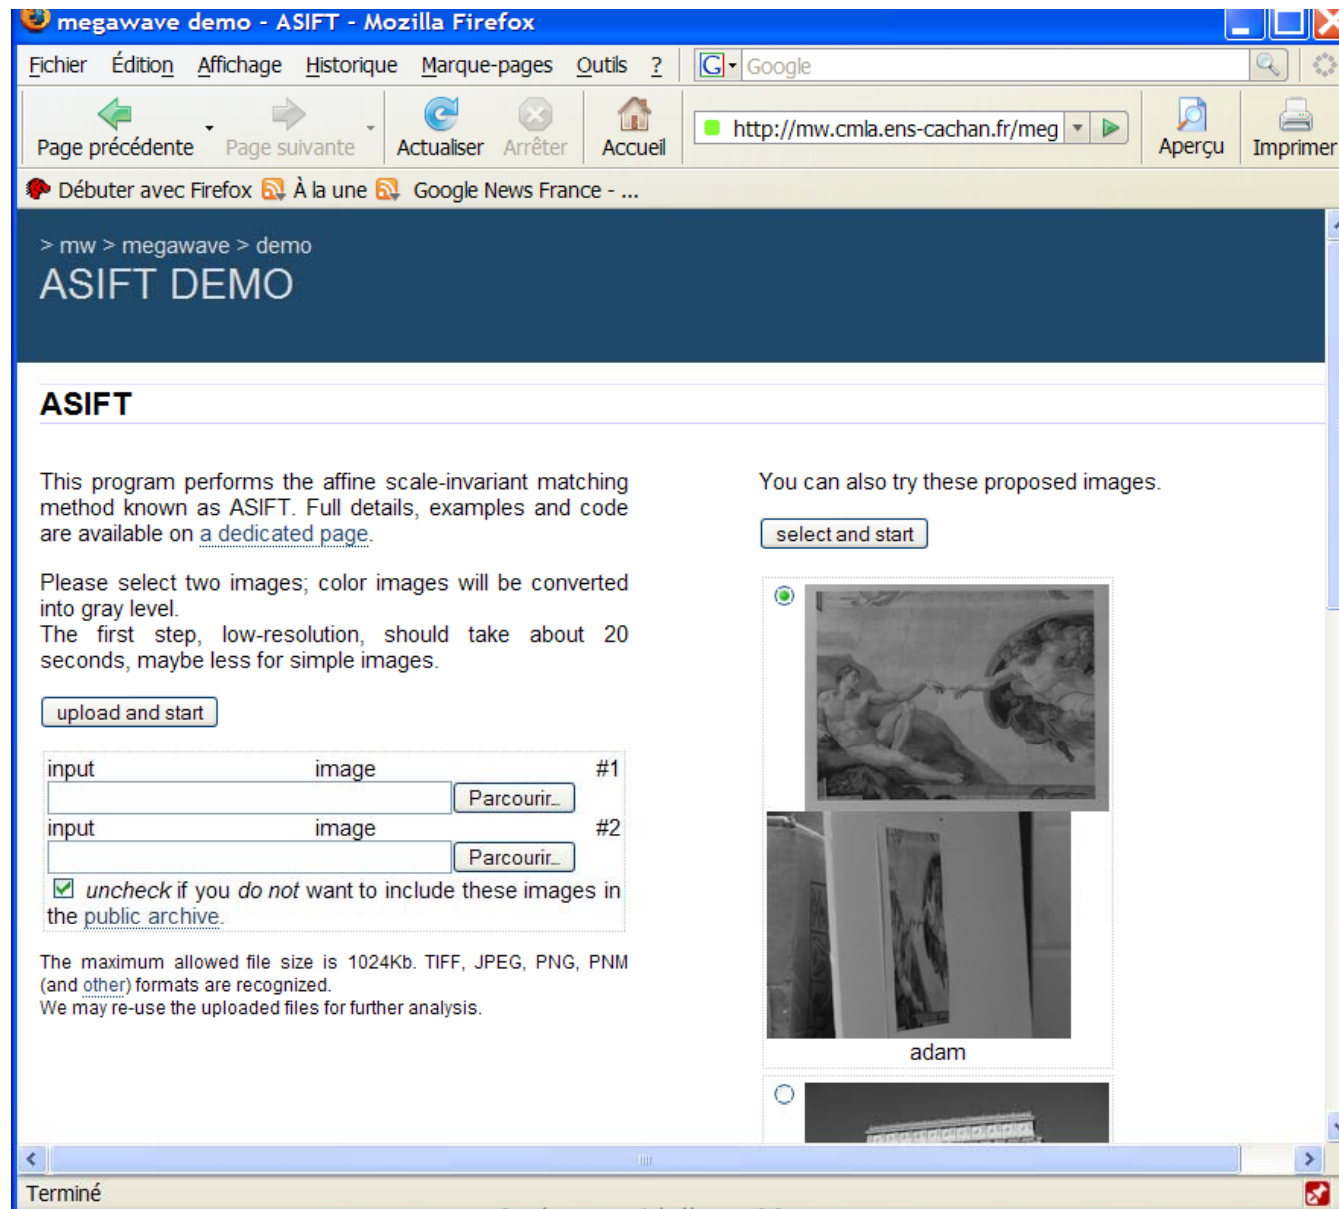 megawave demo - ASIFT - Mozilla Firefox
Fichier Édition Affichage Historique Marque-pages Outils ? G Google
Page précédente Page suivante Actualiser Arrêter Accueil http://mw.cmla.ens-cachan.fr/meg Aperçu Imprimer
Débuter avec Firefox À la une Google News France - ...
> mw > megawave > demo
ASIFT DEMO
ASIFT
This program performs the affine scale-invariant matching
method known as ASIFT. Full details, examples and code
are available on a dedicated page.
Please select two images; color images will be converted
into gray level.
The first step, low-resolution, should take about 20
seconds, maybe less for simple images.
upload and start
input image #1
Parcourir...
input image #2
Parcourir...
uncheck if you do not want to include these images in
the public archive.
The maximum allowed file size is 1024Kb. TIFF, JPEG, PNG, PNM
(and other) formats are recognized.
We may re-use the uploaded files for further analysis.
You can also try these proposed images.
select and start
adam
Terminé